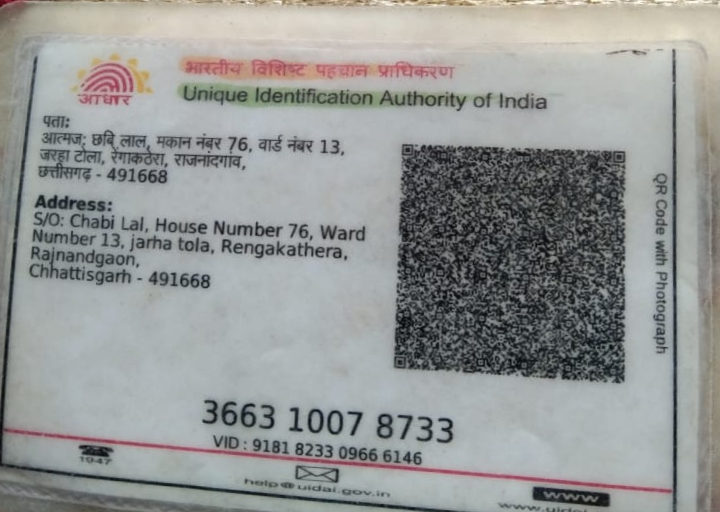 भारतीय विशिष्ट पहचान प्राधिकरण
Unique Identification Authority of India
आधार
पता:
आत्मज: छबि लाल, मकान नंबर 76, वार्ड नंबर 13,
जरहा टोला, रेंगाकठेरा, राजनांदगांव,
छत्तीसगढ़ - 491668
Address:
S/O: Chabi Lal, House Number 76, Ward
Number 13, jarha tola, Rengakathera,
Rajnandgaon,
Chhattisgarh - 491668
QR Code with Photograph
3663 1007 8733
VID : 9181 8233 0966 6146
1947
help@uidai.gov.in
www